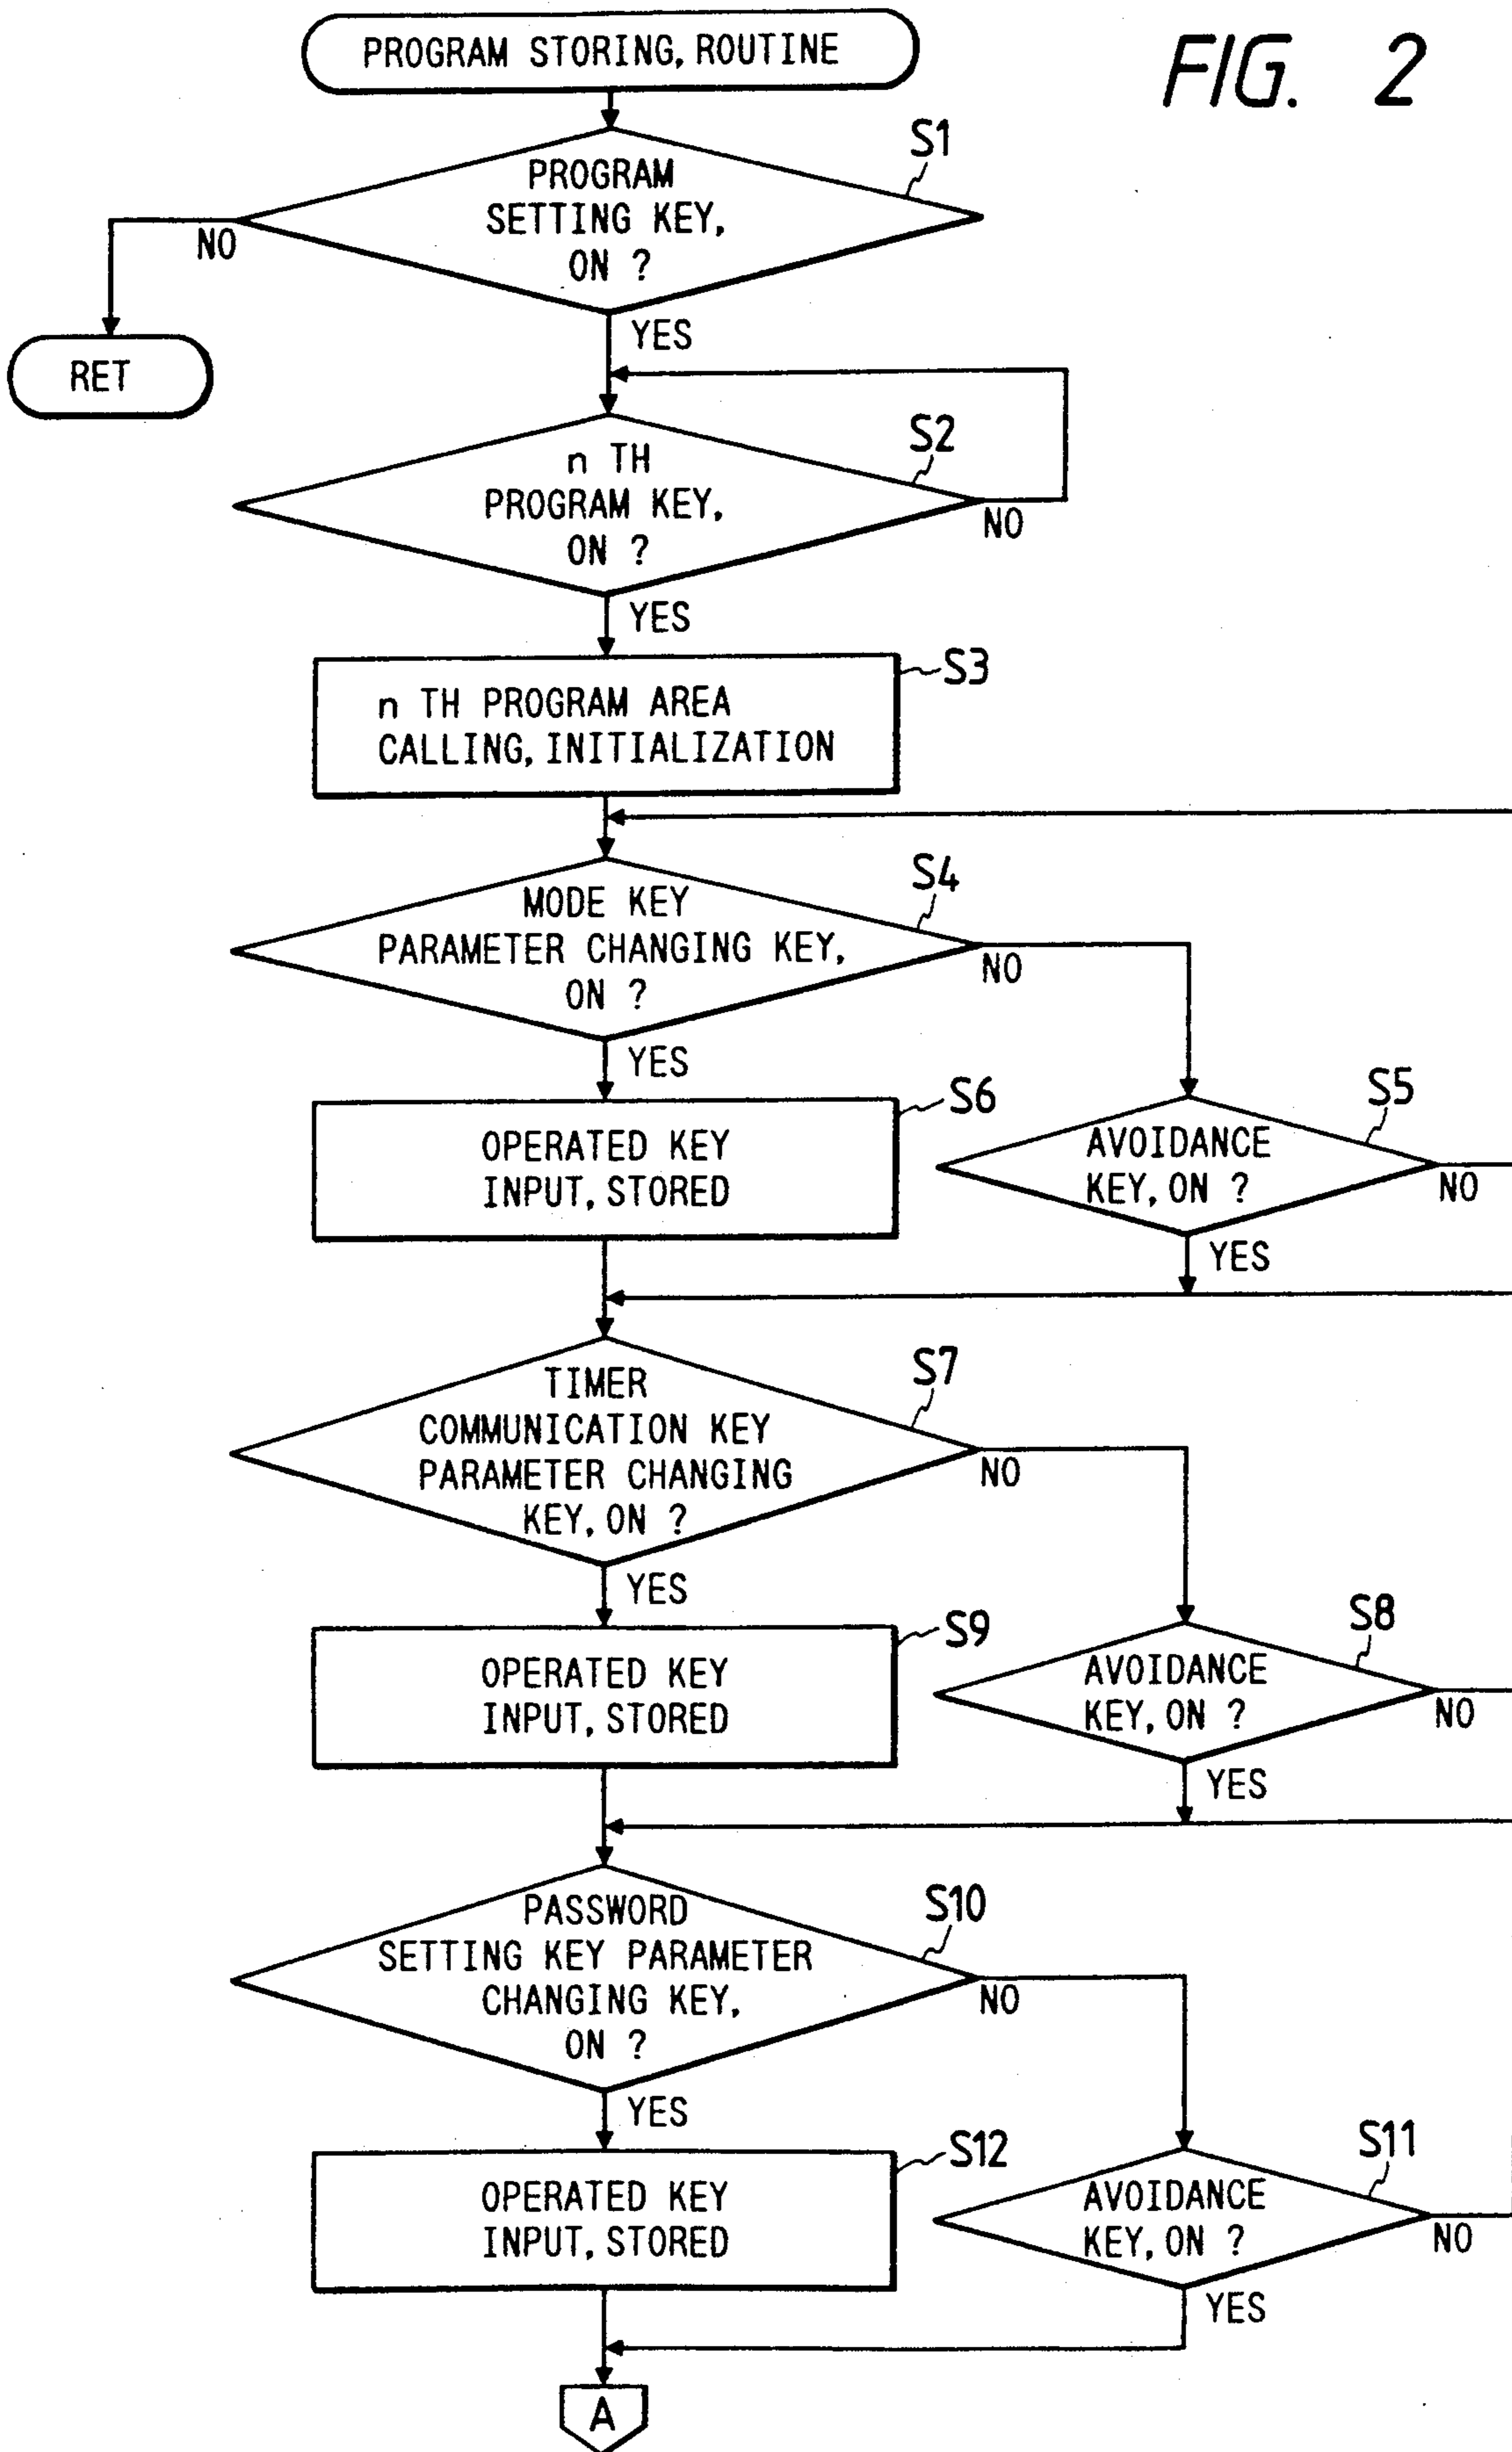 PROGRAM STORING, ROUTINE
FIG. 2
S1
PROGRAM
SETTING KEY,
ON ?
NO
YES
RET
S2
n TH
PROGRAM KEY,
ON ?
NO
YES
S3
n TH PROGRAM AREA
CALLING, INITIALIZATION
S4
MODE KEY
PARAMETER CHANGING KEY,
ON ?
NO
YES
S6
OPERATED KEY
INPUT, STORED
S5
AVOIDANCE
KEY, ON ?
NO
YES
S7
TIMER
COMMUNICATION KEY
PARAMETER CHANGING
KEY, ON ?
NO
YES
S9
OPERATED KEY
INPUT, STORED
S8
AVOIDANCE
KEY, ON ?
NO
YES
S10
PASSWORD
SETTING KEY PARAMETER
CHANGING KEY,
ON ?
NO
YES
S12
OPERATED KEY
INPUT, STORED
S11
AVOIDANCE
KEY, ON ?
NO
YES
A